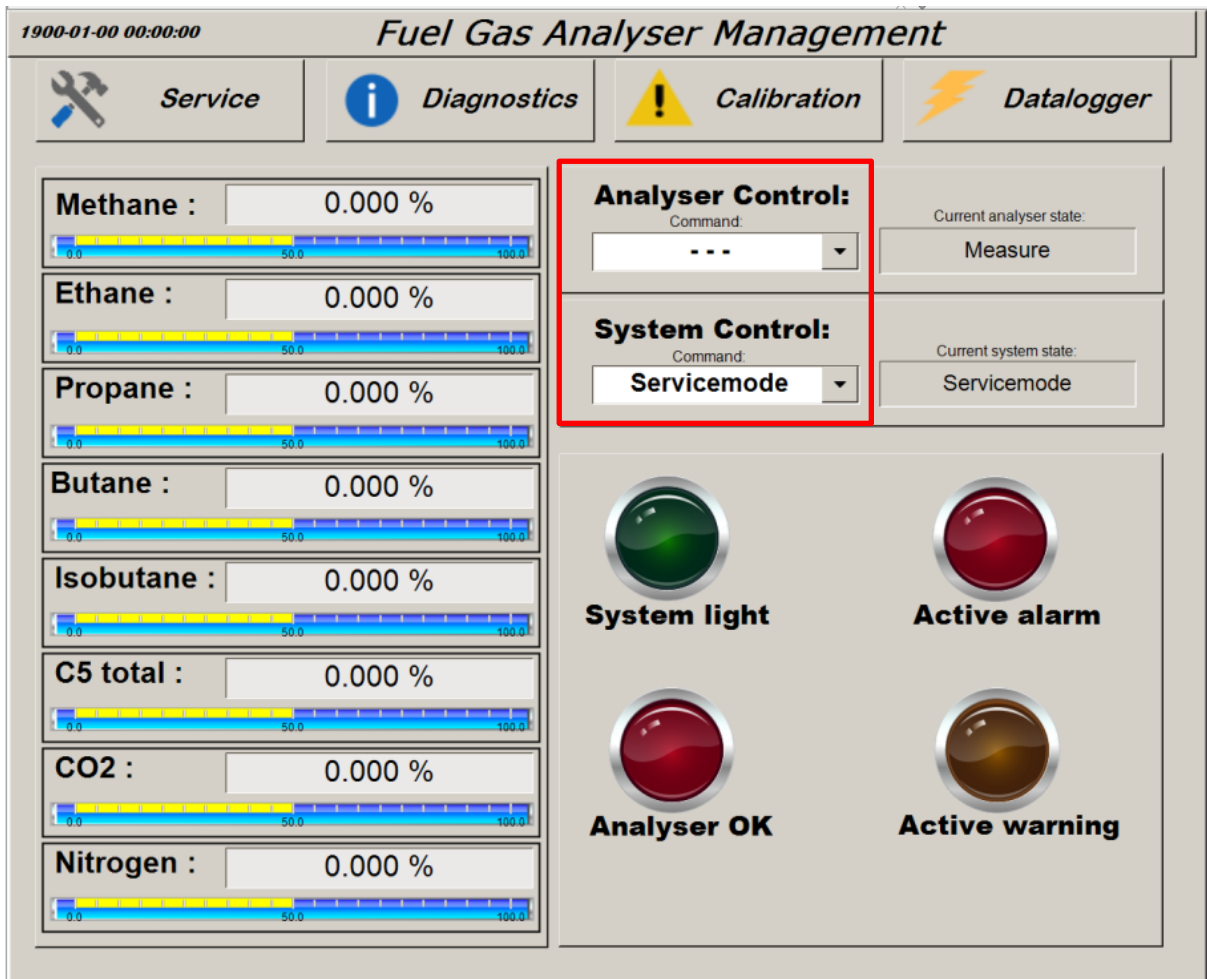 1900-01-00 00:00:00
Fuel Gas Analyser Management
Service
Diagnostics
Calibration
Datalogger
Methane :
0.000 %
0.0 50.0 100.0
Ethane :
0.000 %
0.0 50.0 100.0
Propane :
0.000 %
0.0 50.0 100.0
Butane :
0.000 %
0.0 50.0 100.0
Isobutane :
0.000 %
0.0 50.0 100.0
C5 total :
0.000 %
0.0 50.0 100.0
CO2 :
0.000 %
0.0 50.0 100.0
Nitrogen :
0.000 %
0.0 50.0 100.0
Analyser Control:
Command:
- - -
Current analyser state:
Measure
System Control:
Command:
Servicemode
Current system state:
Servicemode
System light
Active alarm
Analyser OK
Active warning